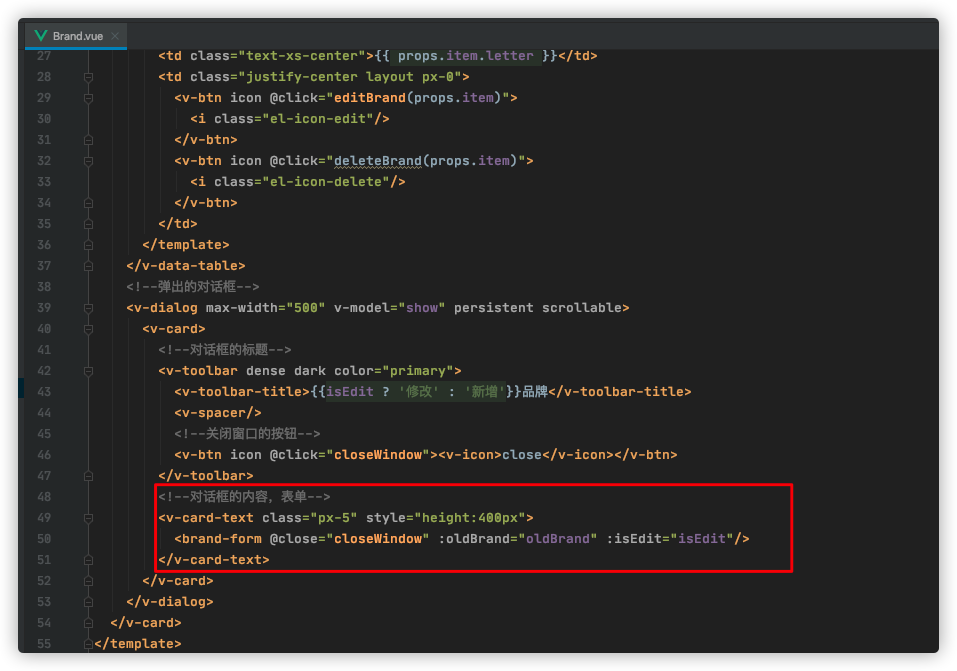 Brand.vue ×
27 <td class="text-xs-center">{{ props.item.letter }}</td>
28 <td class="justify-center layout px-0">
29 <v-btn icon @click="editBrand(props.item)">
30 <i class="el-icon-edit"/>
31 </v-btn>
32 <v-btn icon @click="deleteBrand(props.item)">
33 <i class="el-icon-delete"/>
34 </v-btn>
35 </td>
36 </template>
37 </v-data-table>
38 <!--弹出的对话框-->
39 <v-dialog max-width="500" v-model="show" persistent scrollable>
40 <v-card>
41 <!--对话框的标题-->
42 <v-toolbar dense dark color="primary">
43 <v-toolbar-title>{{isEdit ? '修改' : '新增'}}品牌</v-toolbar-title>
44 <v-spacer/>
45 <!--关闭窗口的按钮-->
46 <v-btn icon @click="closeWindow"><v-icon>close</v-icon></v-btn>
47 </v-toolbar>
48 <!--对话框的内容，表单-->
49 <v-card-text class="px-5" style="height:400px">
50 <brand-form @close="closeWindow" :oldBrand="oldBrand" :isEdit="isEdit"/>
51 </v-card-text>
52 </v-card>
53 </v-dialog>
54 </v-card>
55 </template>